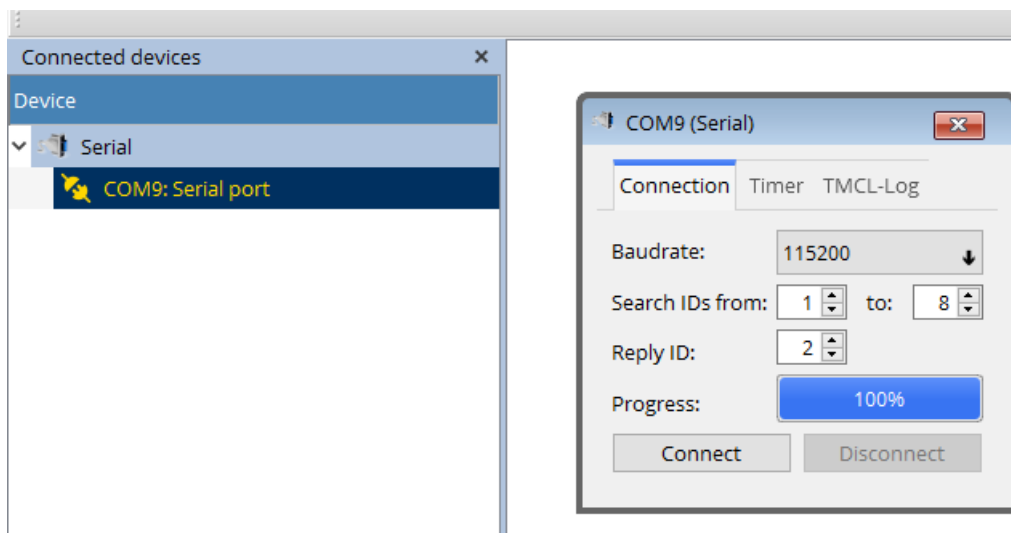 Connected devices
Device
Serial
COM9: Serial port
COM9 (Serial)
Connection Timer TMCL-Log
Baudrate: 115200
Search IDs from: 1 to: 8
Reply ID: 2
Progress: 100%
Connect Disconnect